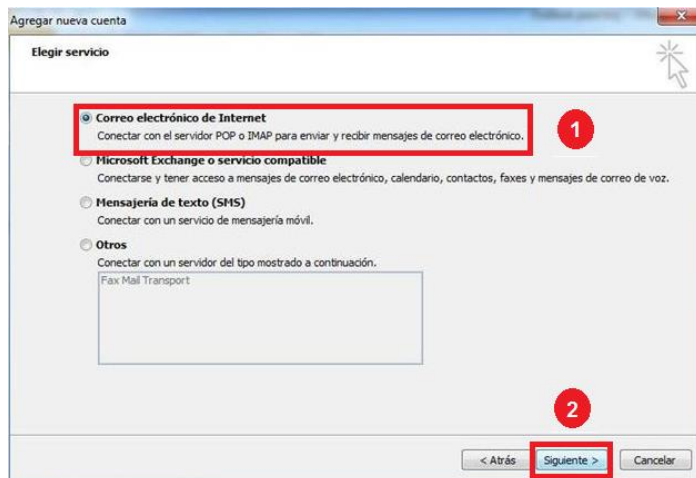 Agregar nueva cuenta
Elegir servicio
Correo electrónico de Internet
Conectar con el servidor POP o IMAP para enviar y recibir mensajes de correo electrónico.
1
Microsoft Exchange o servicio compatible
Conectarse y tener acceso a mensajes de correo electrónico, calendario, contactos, faxes y mensajes de correo de voz.
Mensajería de texto (SMS)
Conectar con un servicio de mensajería móvil.
Otros
Conectar con un servidor del tipo mostrado a continuación.
Fax Mail Transport
2
< Atrás Siguiente > Cancelar